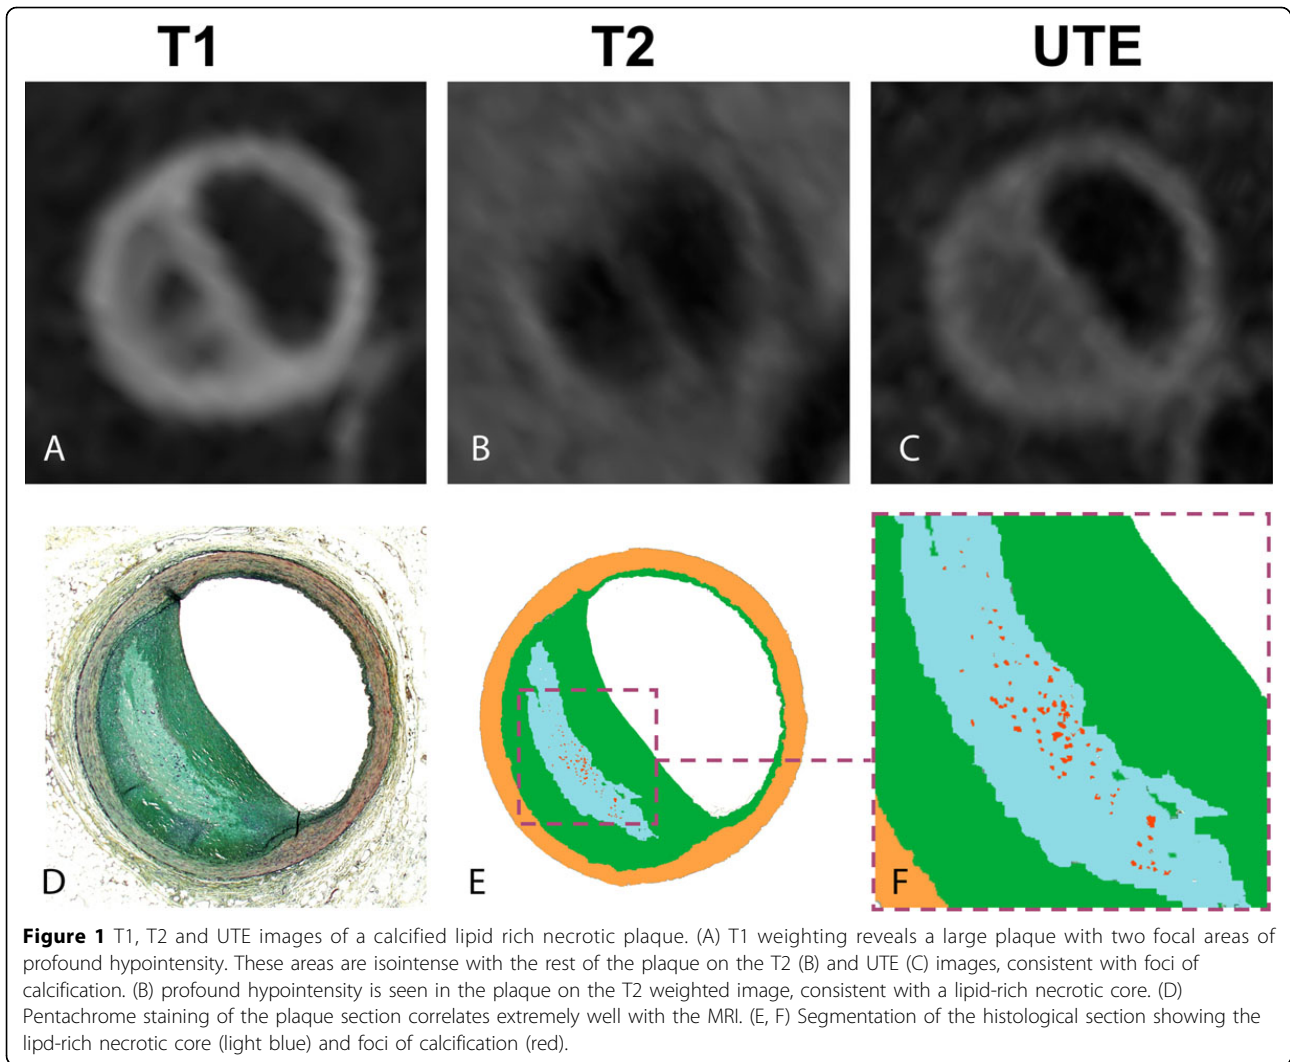 T1 T2 UTE
A B C
D E F
Figure 1 T1, T2 and UTE images of a calcified lipid rich necrotic plaque. (A) T1 weighting reveals a large plaque with two focal areas of
profound hypointensity. These areas are isointense with the rest of the plaque on the T2 (B) and UTE (C) images, consistent with foci of
calcification. (B) profound hypointensity is seen in the plaque on the T2 weighted image, consistent with a lipid-rich necrotic core. (D)
Pentachrome staining of the plaque section correlates extremely well with the MRI. (E, F) Segmentation of the histological section showing the
lipd-rich necrotic core (light blue) and foci of calcification (red).